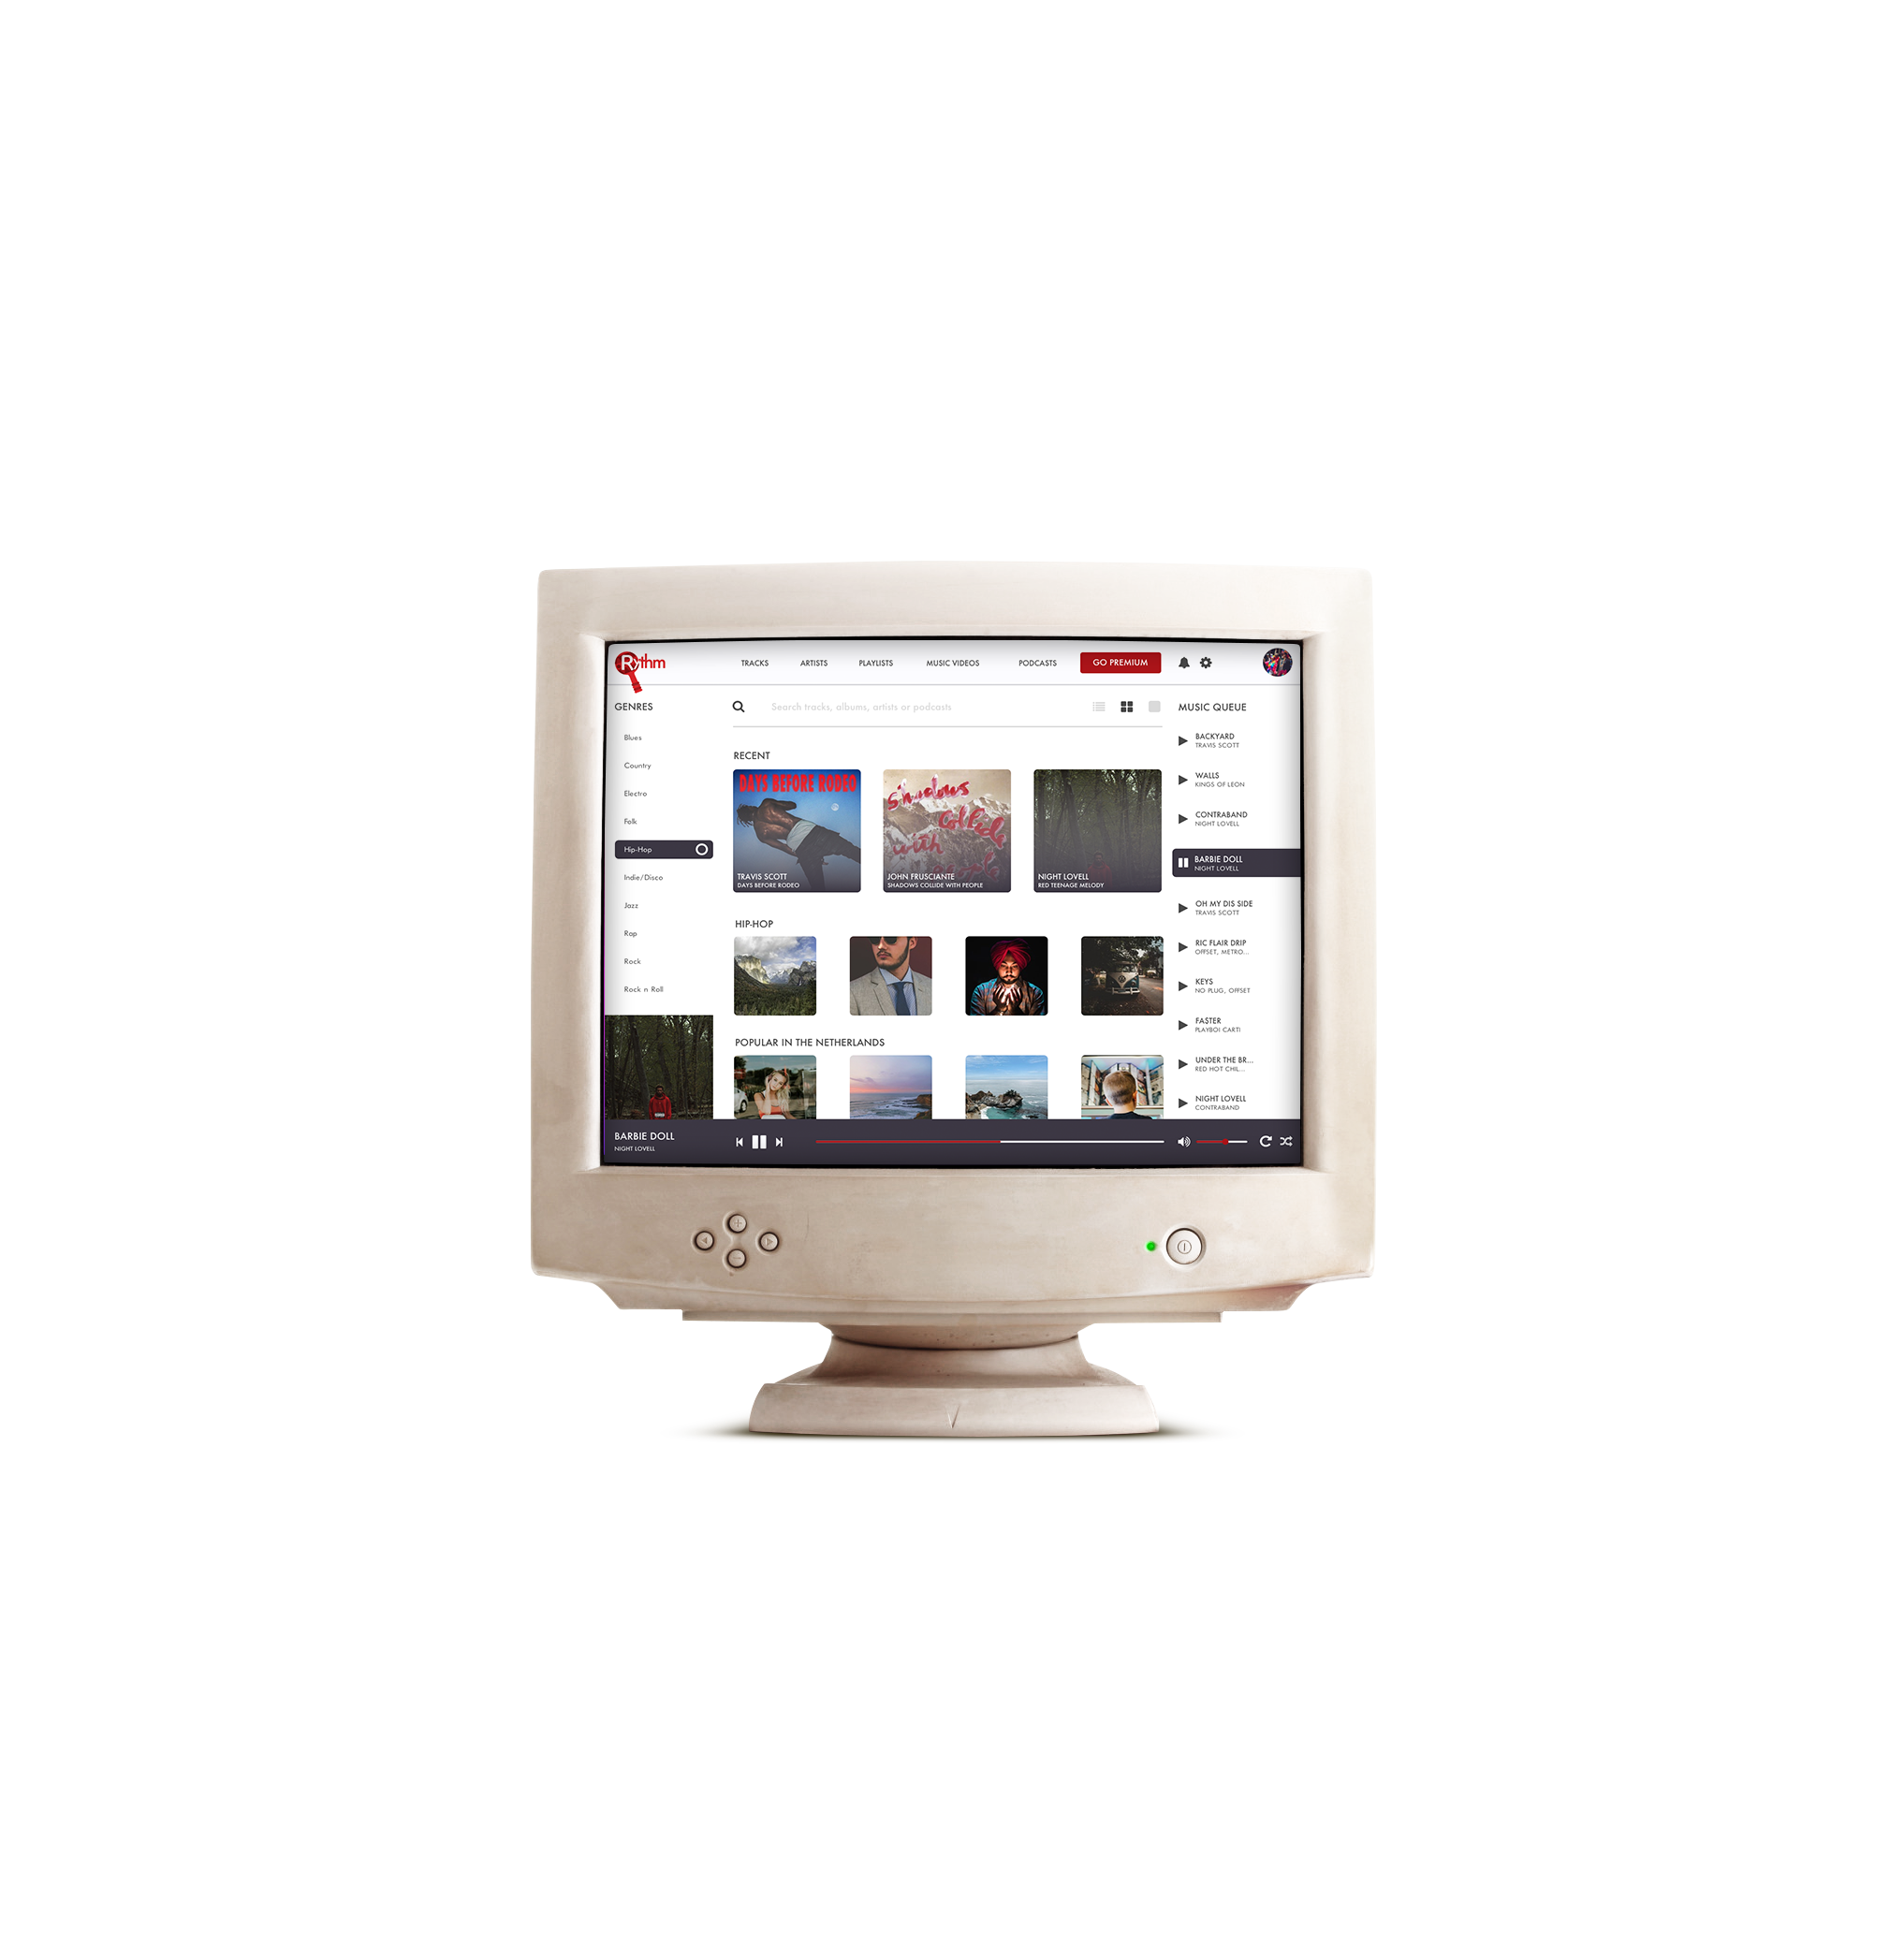 Rythm
TRACKS
ARTISTS
PLAYLISTS
MUSIC VIDEOS
PODCASTS
GO PREMIUM
GENRES
Blues
Country
Electro
Folk
Hip-Hop
Indie/Disco
Jazz
Rap
Rock
Rock n Roll
Search tracks, albums, artists or podcasts
RECENT
DAYS BEFORE RODEO
TRAVIS SCOTT
DAYS BEFORE RODEO
Shadows
Collide
with
people
JOHN FRUSCIANTE
SHADOWS COLLIDE WITH PEOPLE
NIGHT LOVELL
RED TEENAGE MELODY
HIP-HOP
POPULAR IN THE NETHERLANDS
MUSIC QUEUE
BACKYARD
TRAVIS SCOTT
WALLS
KINGS OF LEON
CONTRABAND
NIGHT LOVELL
BARBIE DOLL
NIGHT LOVELL
OH MY DIS SIDE
TRAVIS SCOTT
RIC FLAIR DRIP
OFFSET, METRO...
KEYS
NO PLUG, OFFSET
FASTER
PLAYBOI CARTI
UNDER THE BR...
RED HOT CHIL...
NIGHT LOVELL
CONTRABAND
BARBIE DOLL
NIGHT LOVELL